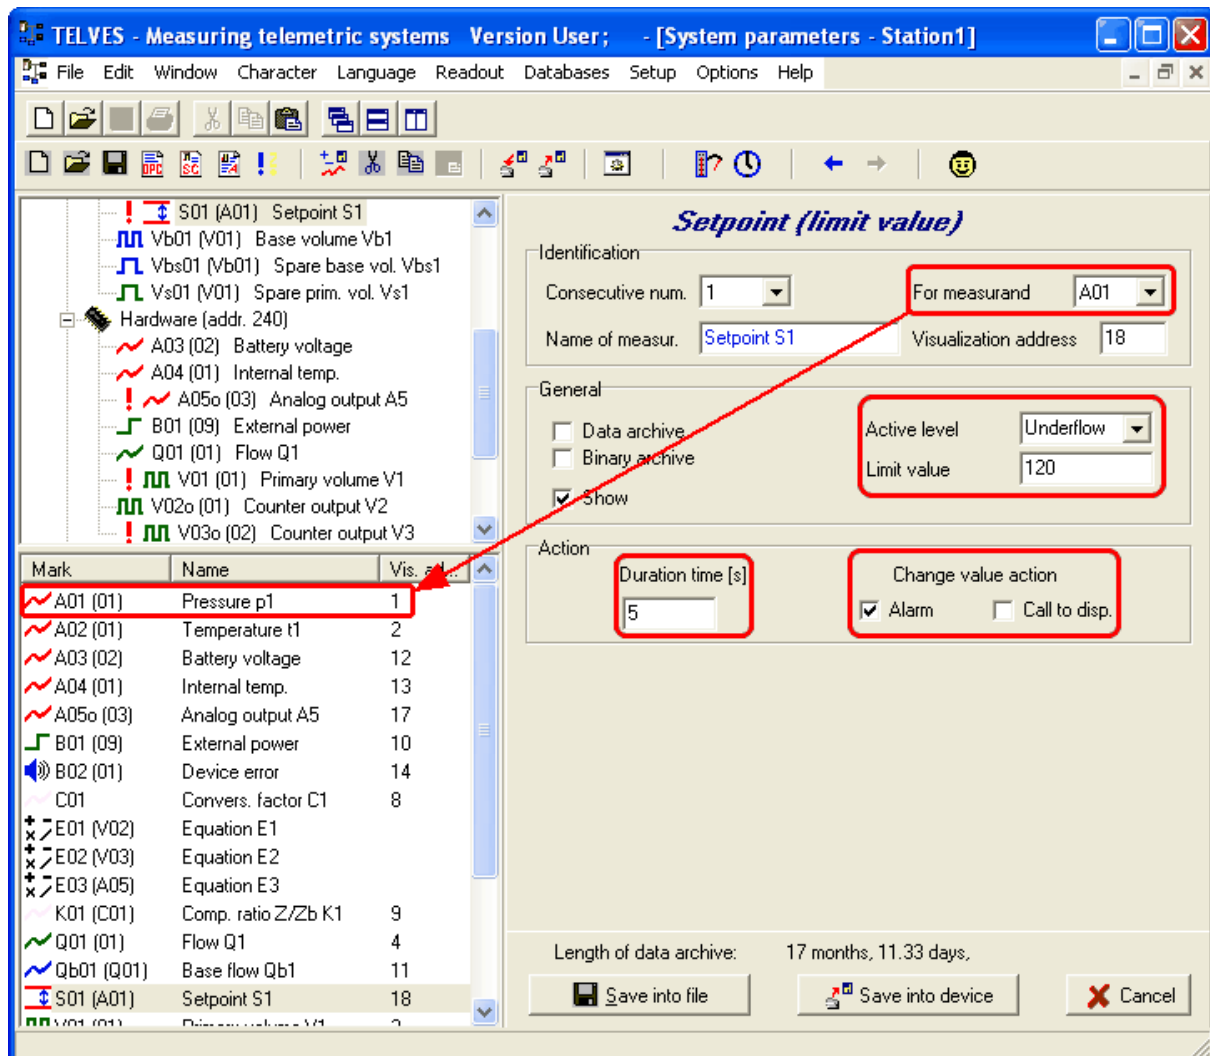 TELVES - Measuring telemetric systems Version User; - [System parameters - Station1]
File Edit Window Character Language Readout Databases Setup Options Help
OPC SC A
S01 (A01) Setpoint S1
Vb01 (V01) Base volume Vb1
Vbs01 (Vb01) Spare base vol. Vbs1
Vs01 (V01) Spare prim. vol. Vs1
Hardware (addr. 240)
A03 (02) Battery voltage
A04 (01) Internal temp.
A05o (03) Analog output A5
B01 (09) External power
Q01 (01) Flow Q1
V01 (01) Primary volume V1
V02o (01) Counter output V2
V03o (02) Counter output V3
Mark Name Vis. ad...
A01 (01) Pressure p1 1
A02 (01) Temperature t1 2
A03 (02) Battery voltage 12
A04 (01) Internal temp. 13
A05o (03) Analog output A5 17
B01 (09) External power 10
B02 (01) Device error 14
C01 Convers. factor C1 8
E01 (V02) Equation E1
E02 (V03) Equation E2
E03 (A05) Equation E3
K01 (C01) Comp. ratio Z/Zb K1 9
Q01 (01) Flow Q1 4
Qb01 (Q01) Base flow Qb1 11
S01 (A01) Setpoint S1 18
V01 (01) Primary volume V1
Setpoint (limit value)
Identification
Consecutive num. 1 For measurand A01
Name of measur. Setpoint S1 Visualization address 18
General
Data archive Active level Underflow
Binary archive Limit value 120
Show
Action
Duration time [s] Change value action
5 Alarm Call to disp.
Length of data archive: 17 months, 11.33 days,
Save into file Save into device Cancel